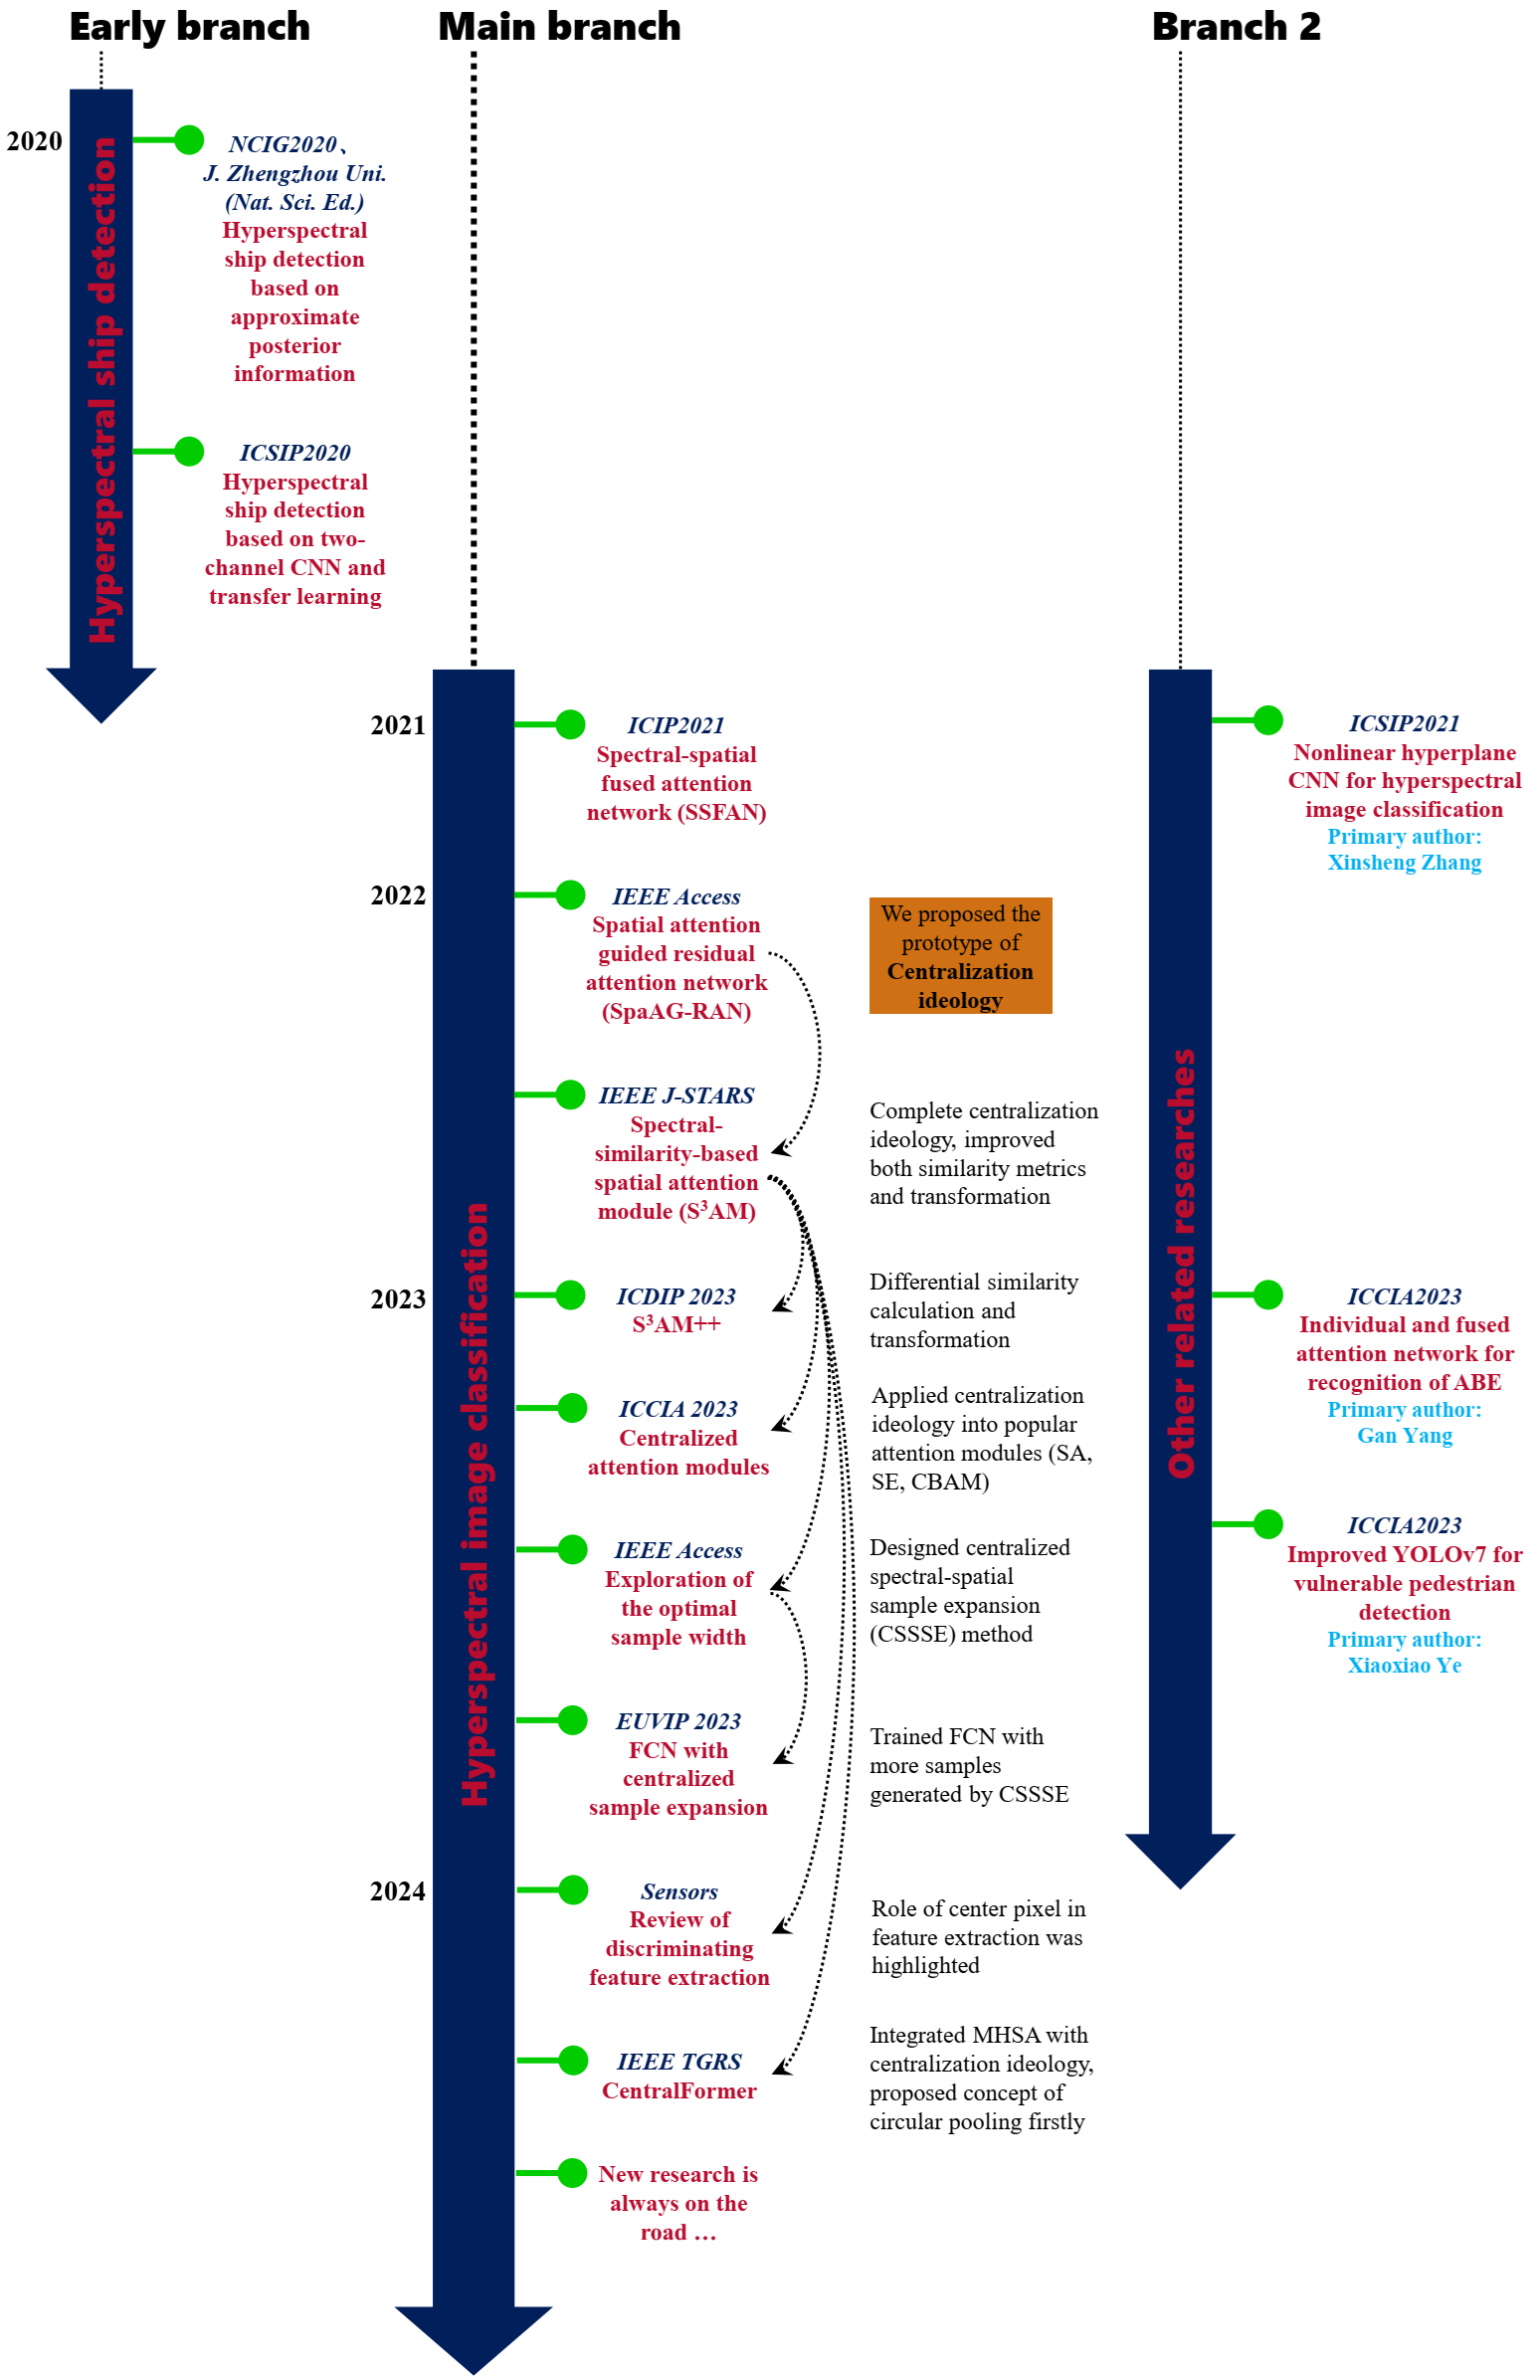 Early branch
Main branch
Branch 2
2020
Hyperspectral ship detection
NCIG2020、
J. Zhengzhou Uni.
(Nat. Sci. Ed.)
Hyperspectral
ship detection
based on
approximate
posterior
information
ICSIP2020
Hyperspectral
ship detection
based on two-
channel CNN and
transfer learning
Hyperspectral image classification
2021
ICIP2021
Spectral-spatial
fused attention
network (SSFAN)
2022
IEEE Access
Spatial attention
guided residual
attention network
(SpaAG-RAN)
We proposed the
prototype of
Centralization
ideology
IEEE J-STARS
Spectral-
similarity-based
spatial attention
module (S³AM)
Complete centralization
ideology, improved
both similarity metrics
and transformation
2023
ICDIP 2023
S³AM++
Differential similarity
calculation and
transformation
ICCIA 2023
Centralized
attention modules
Applied centralization
ideology into popular
attention modules (SA,
SE, CBAM)
IEEE Access
Exploration of
the optimal
sample width
Designed centralized
spectral-spatial
sample expansion
(CSSSE) method
EUVIP 2023
FCN with
centralized
sample expansion
Trained FCN with
more samples
generated by CSSSE
2024
Sensors
Review of
discriminating
feature extraction
Role of center pixel in
feature extraction was
highlighted
IEEE TGRS
CentralFormer
Integrated MHSA with
centralization ideology,
proposed concept of
circular pooling firstly
New research is
always on the
road …
Other related researches
ICSIP2021
Nonlinear hyperplane
CNN for hyperspectral
image classification
Primary author:
Xinsheng Zhang
ICCIA2023
Individual and fused
attention network for
recognition of ABE
Primary author:
Gan Yang
ICCIA2023
Improved YOLOv7 for
vulnerable pedestrian
detection
Primary author:
Xiaoxiao Ye